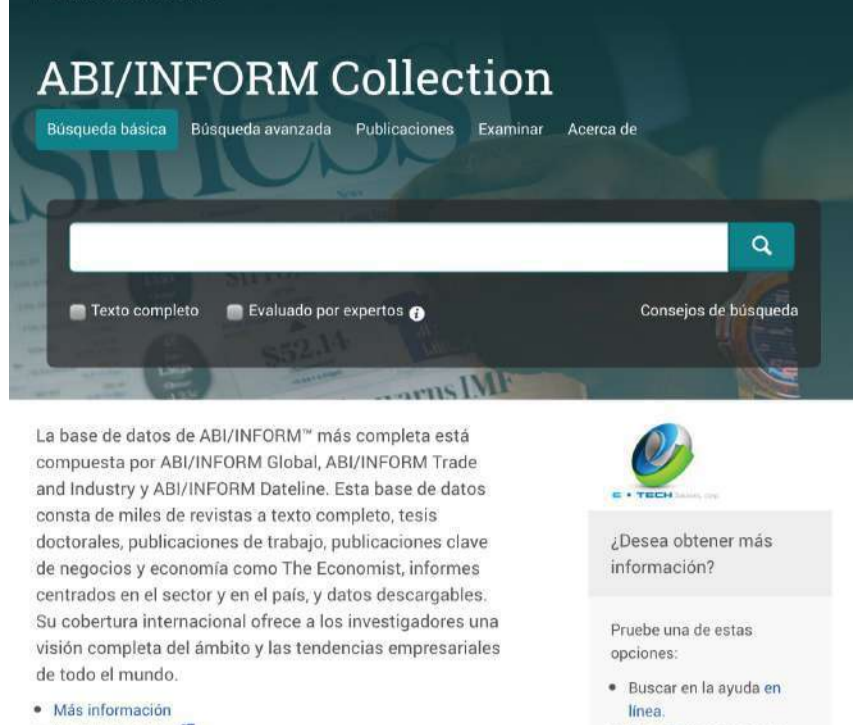 ABI/INFORM Collection
Búsqueda básica Búsqueda avanzada Publicaciones Examinar Acerca de
Texto completo Evaluado por expertos Consejos de búsqueda
$52.14
warns IMF
La base de datos de ABI/INFORM™ más completa está
compuesta por ABI/INFORM Global, ABI/INFORM Trade
and Industry y ABI/INFORM Dateline. Esta base de datos
consta de miles de revistas a texto completo, tesis
doctorales, publicaciones de trabajo, publicaciones clave
de negocios y economía como The Economist, informes
centrados en el sector y en el país, y datos descargables.
Su cobertura internacional ofrece a los investigadores una
visión completa del ámbito y las tendencias empresariales
de todo el mundo.
• Más información
E • TECH
¿Desea obtener más
información?
Pruebe una de estas
opciones:
• Buscar en la ayuda en
línea.